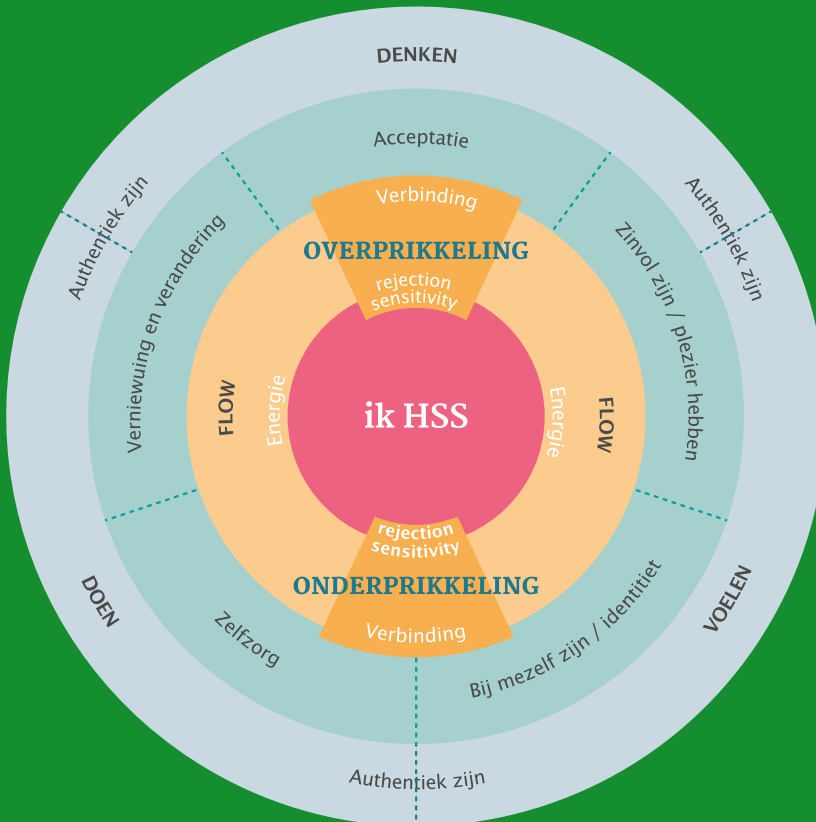 DENKEN
Acceptatie
Authentiek zijn
Authentiek zijn
Verniewuing en verandering
Zinvol zijn / plezier hebben
Verbinding
OVERPRIKKELING
rejection
sensitivity
FLOW
Energie
ik HSS
Energie
FLOW
rejection
sensitivity
ONDERPRIKKELING
Verbinding
DOEN
Zelfzorg
Bij mezelf zijn / identitiet
VOELEN
Authentiek zijn